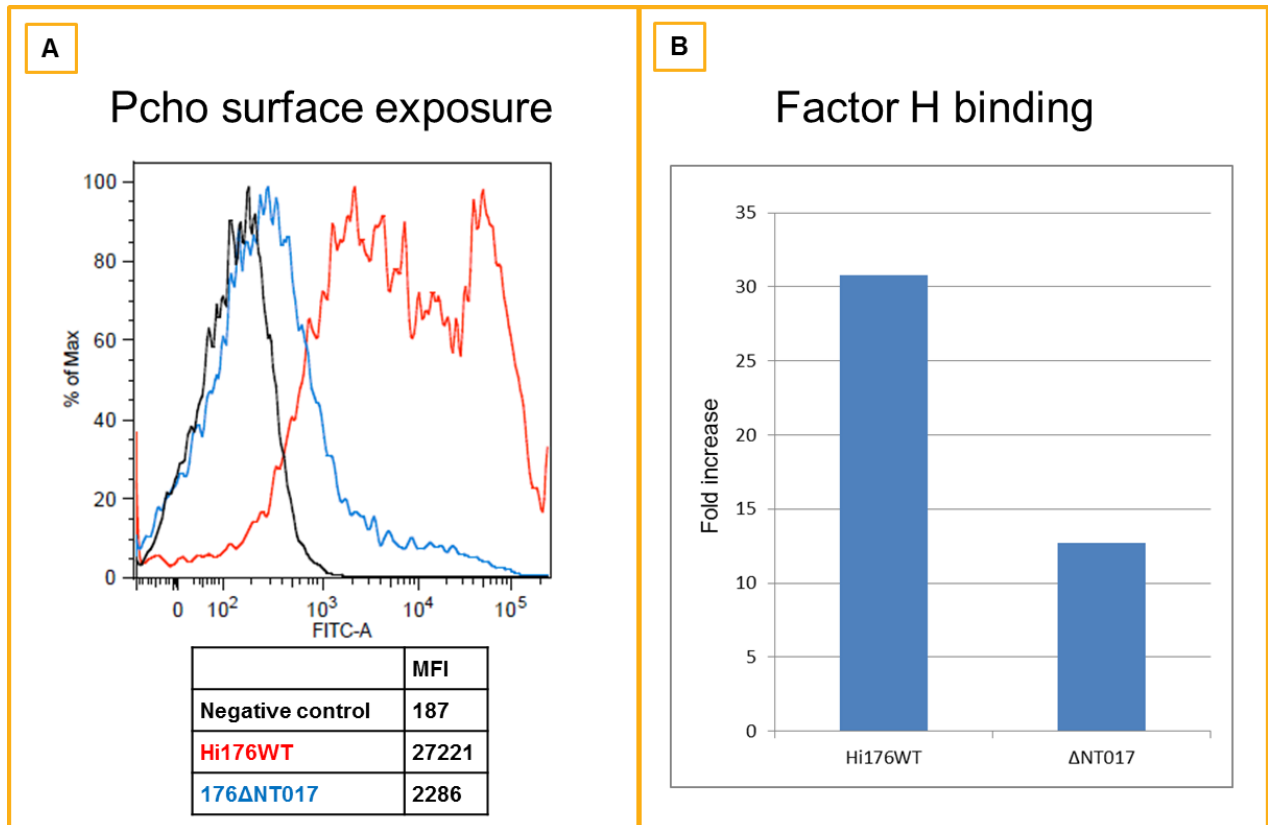 A
Pcho surface exposure
100
80
60
40
20
0
% of Max
0 10² 10³ 10⁴ 10⁵
FITC-A
MFI
Negative control 187
Hi176WT 27221
176ΔNT017 2286
B
Factor H binding
35
30
25
20
15
10
5
0
Fold increase
Hi176WT ΔNT017